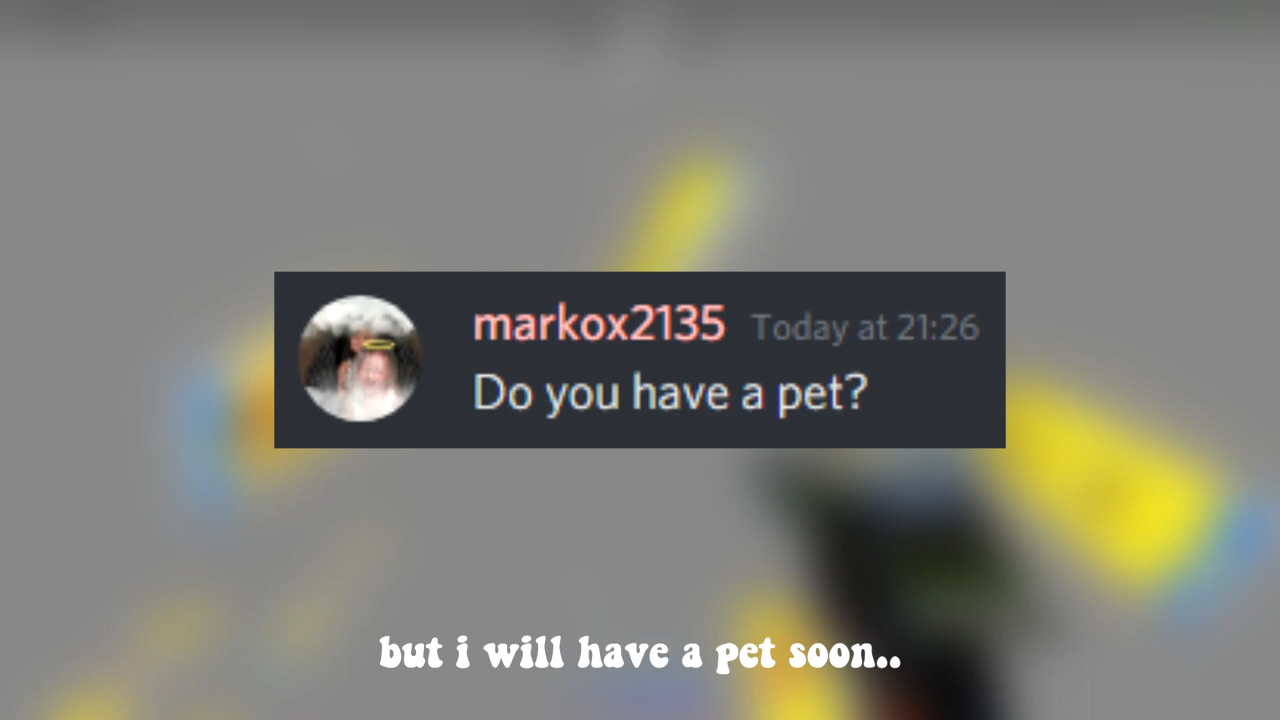 markox2135 Today at 21:26
Do you have a pet?
but i will have a pet soon..